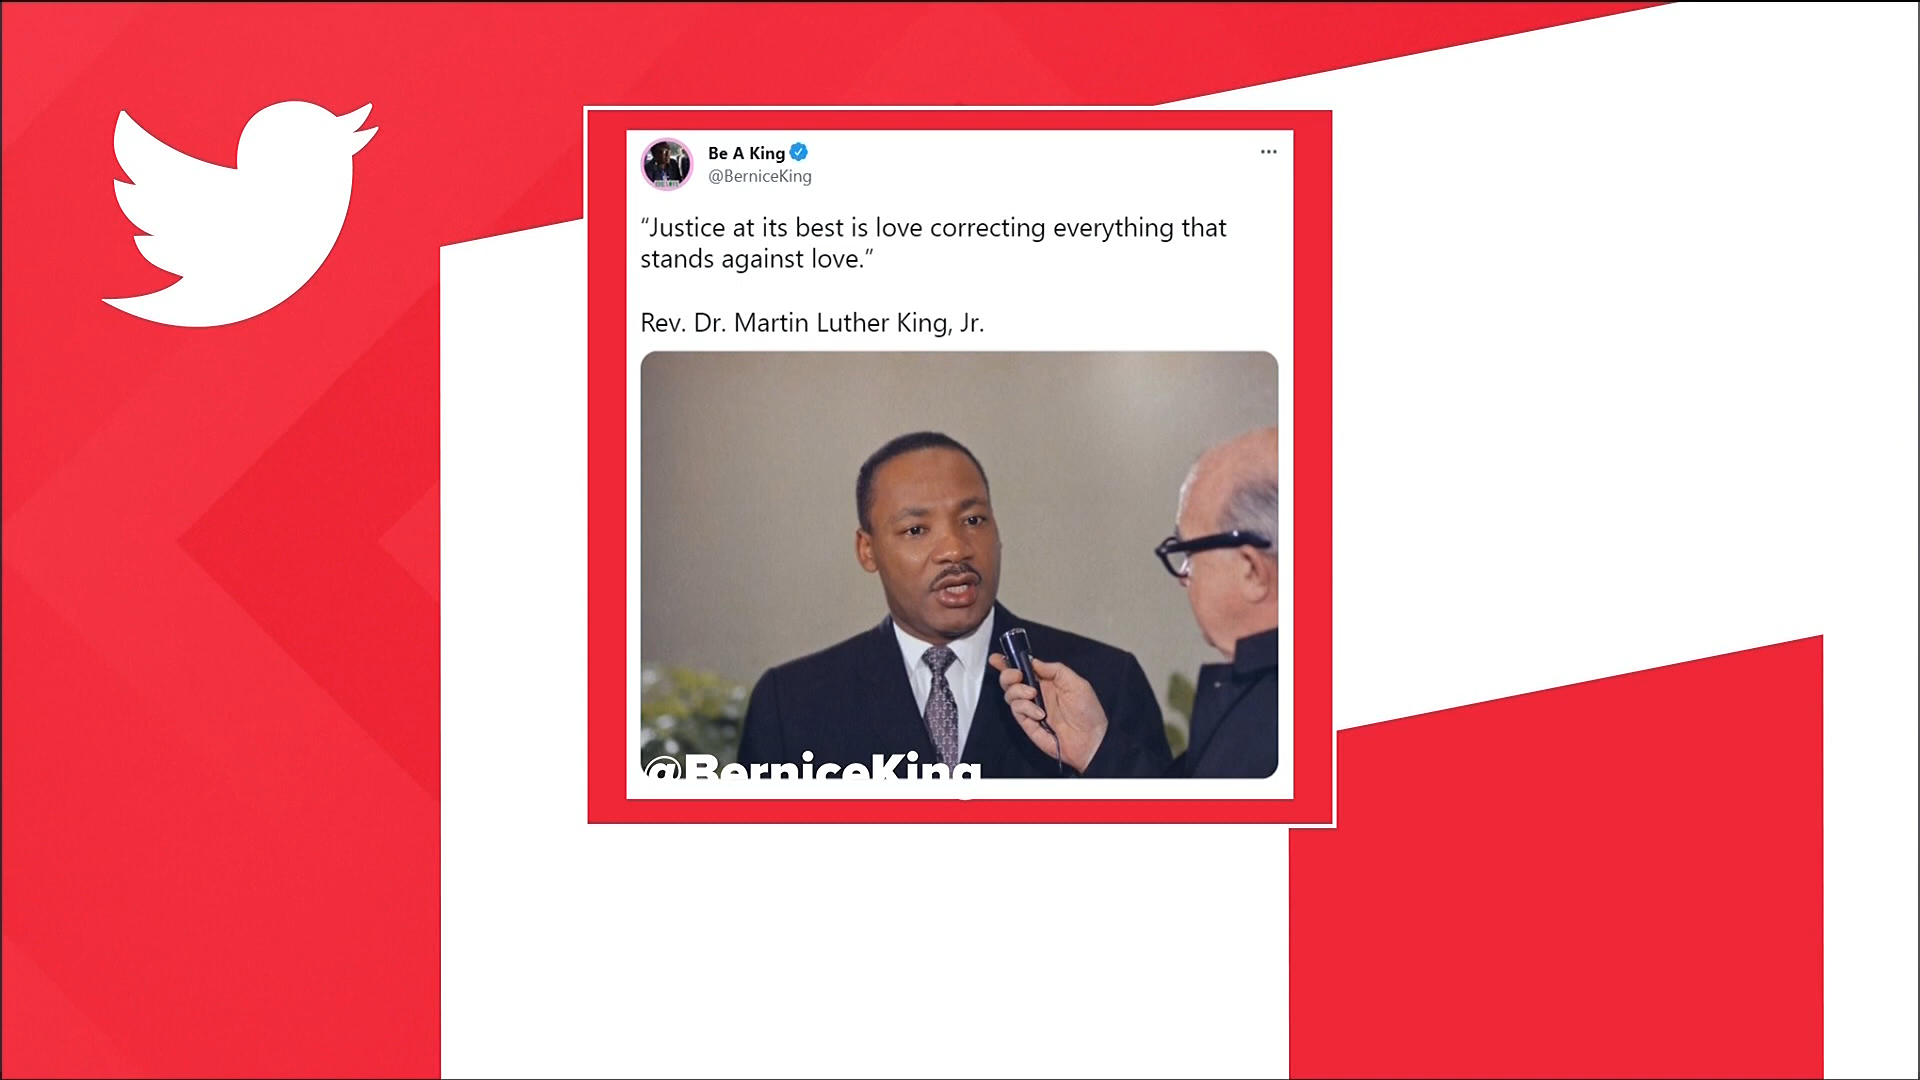 Be A King
@BerniceKing
“Justice at its best is love correcting everything that
stands against love.”
Rev. Dr. Martin Luther King, Jr.
@BerniceKing